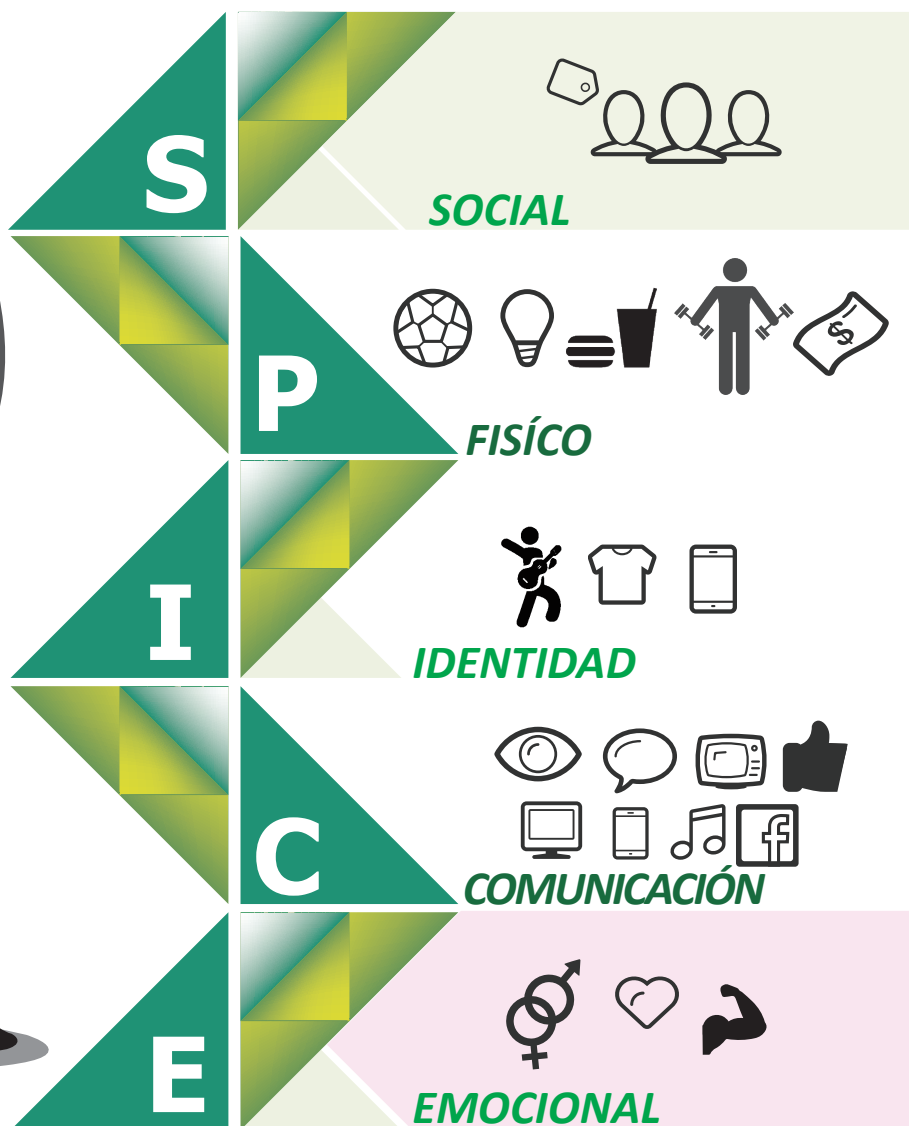 S
SOCIAL
$
P
FISÍCO
I
IDENTIDAD
f
C
COMUNICACIÓN
E
EMOCIONAL